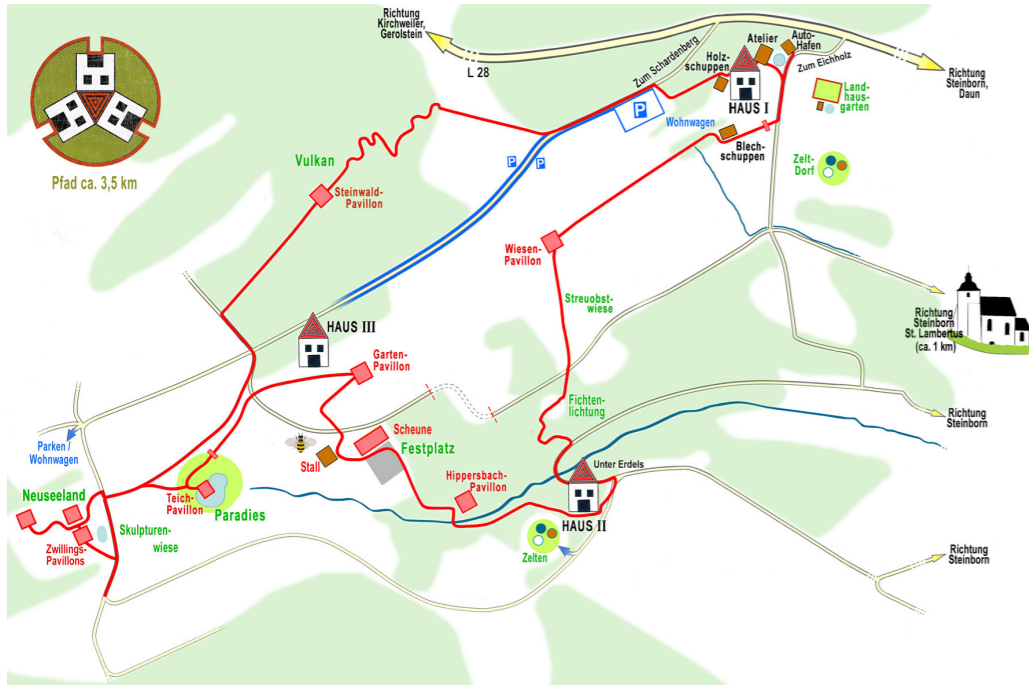 Richtung
Kirchweiler,
Gerolstein
L 28
Zum Schardenberg
Holz-
schuppen
Atelier
Auto-
Hafen
Zum Eichholz
HAUS I
Richtung
Steinborn,
Daun
Land-
haus-
garten
P
Wohnwagen
Blech-
schuppen
Zelt-
Dorf
P
P
Pfad ca. 3,5 km
Vulkan
Steinwald-
Pavillon
Wiesen-
Pavillon
Streuobst-
wiese
Richtung
Steinborn
St. Lambertus
(ca. 1 km)
HAUS III
Garten-
Pavillon
Fichten-
lichtung
Richtung
Steinborn
Parken /
Wohnwagen
Scheune
Festplatz
Stall
Unter Erdels
Hippersbach-
Pavillon
HAUS II
Neuseeland
Teich-
Pavillon
Paradies
Skulpturen-
wiese
Zwillings-
Pavillons
Zelten
Richtung
Steinborn